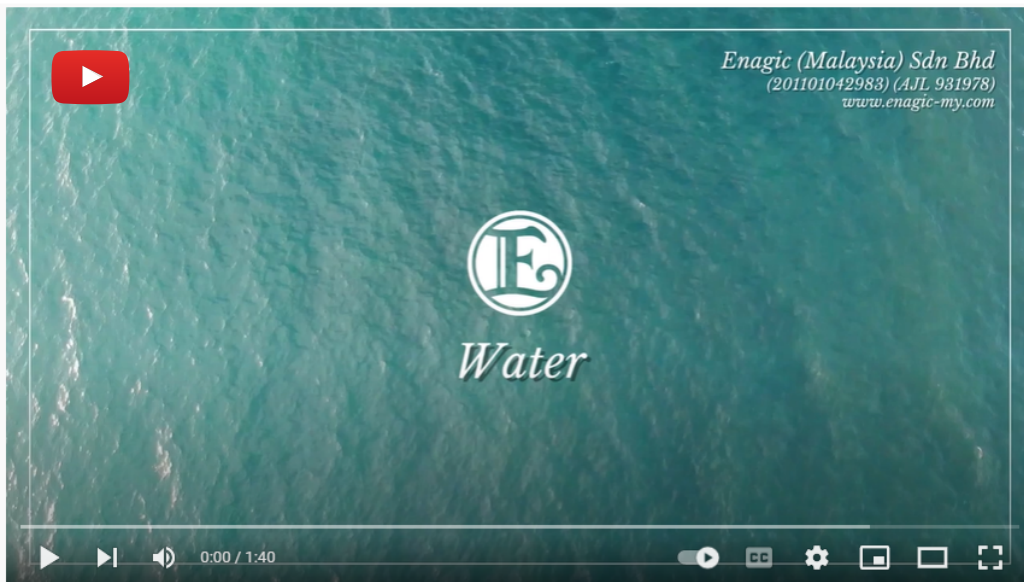 Enagic (Malaysia) Sdn Bhd
(201101042983) (AJL 931978)
www.enagic-my.com
E
Water
0:00 / 1:40
CC